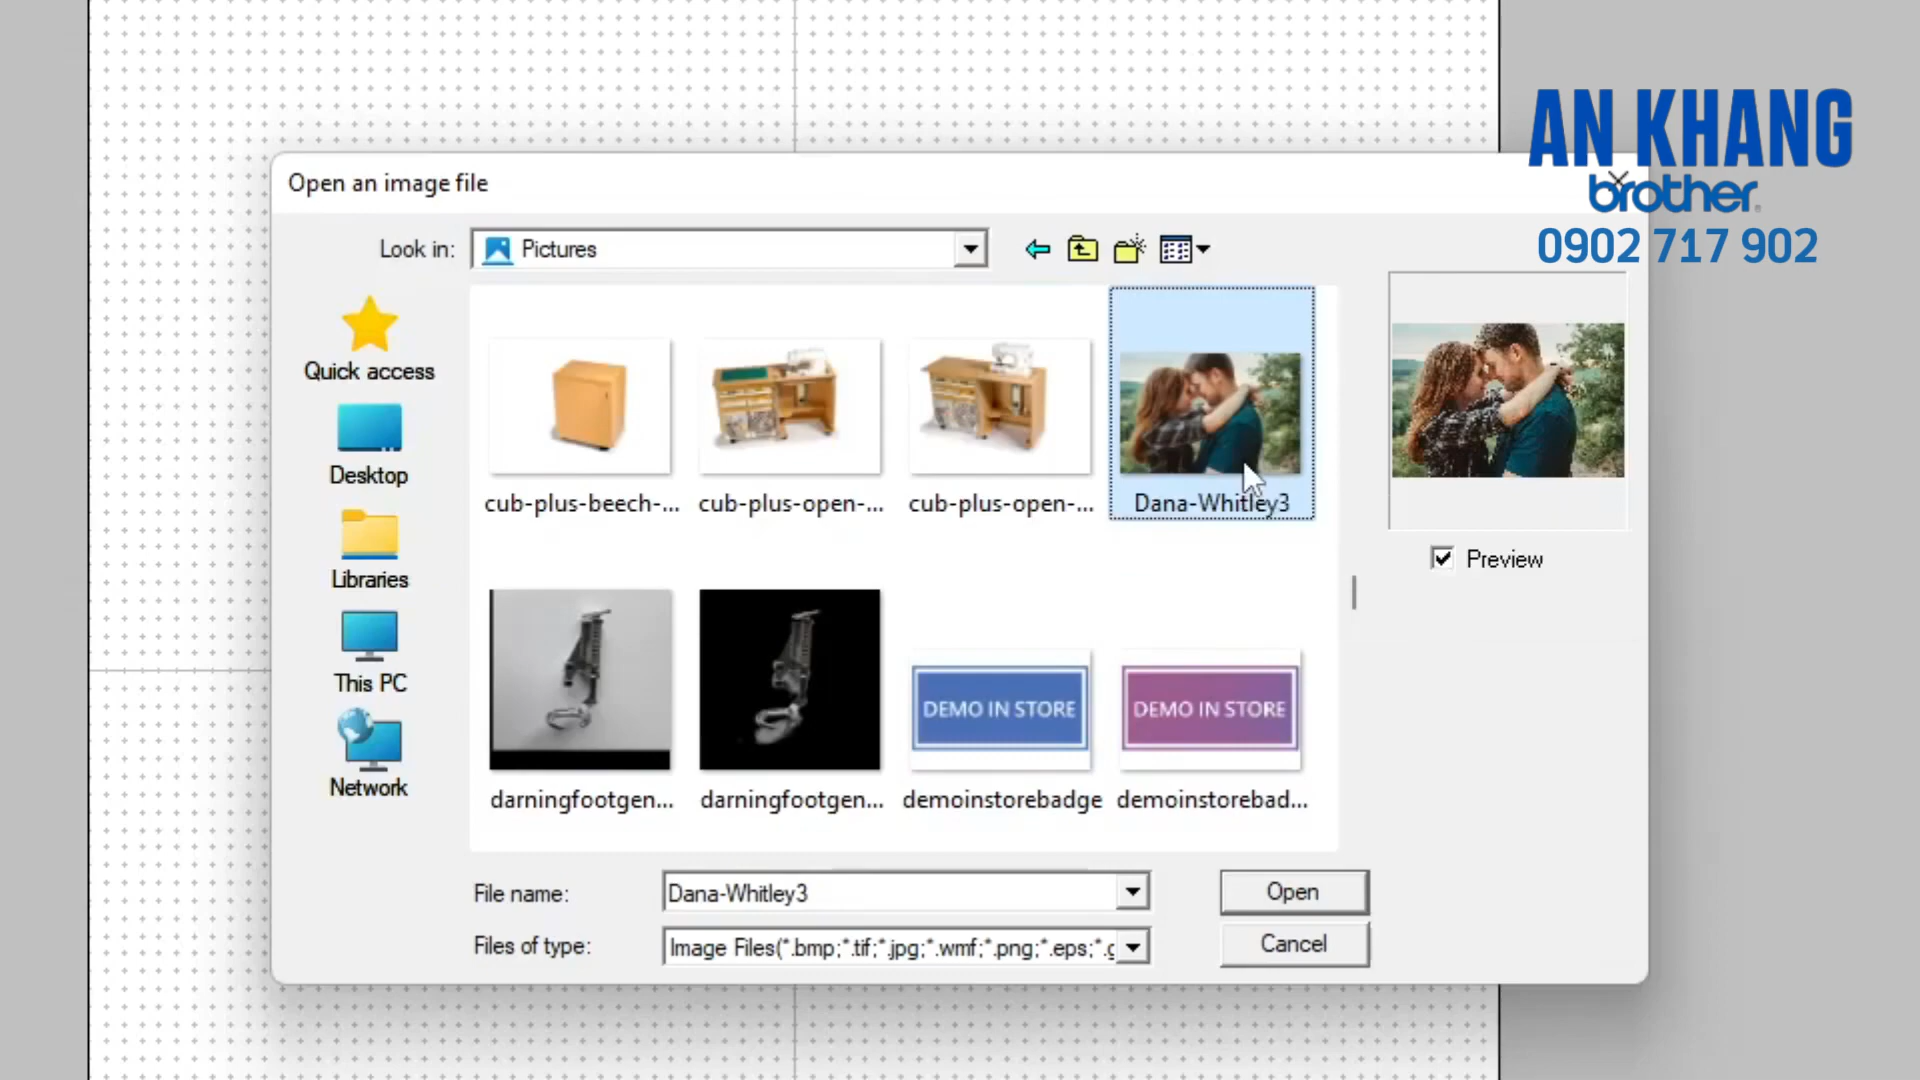 AN KHANG
brother
0902 717 902
Open an image file
Look in:
Pictures
Quick access
Desktop
Libraries
This PC
Network
cub-plus-beech-...
cub-plus-open-...
cub-plus-open-...
Dana-Whitley3
Preview
DEMO IN STORE
DEMO IN STORE
darningfootgen...
darningfootgen...
demoinstorebadge
demoinstorebad...
File name:
Dana-Whitley3
Open
Files of type:
Image Files(*.bmp;*.tif;*.jpg;*.wmf;*.png;*.eps;*.g
Cancel